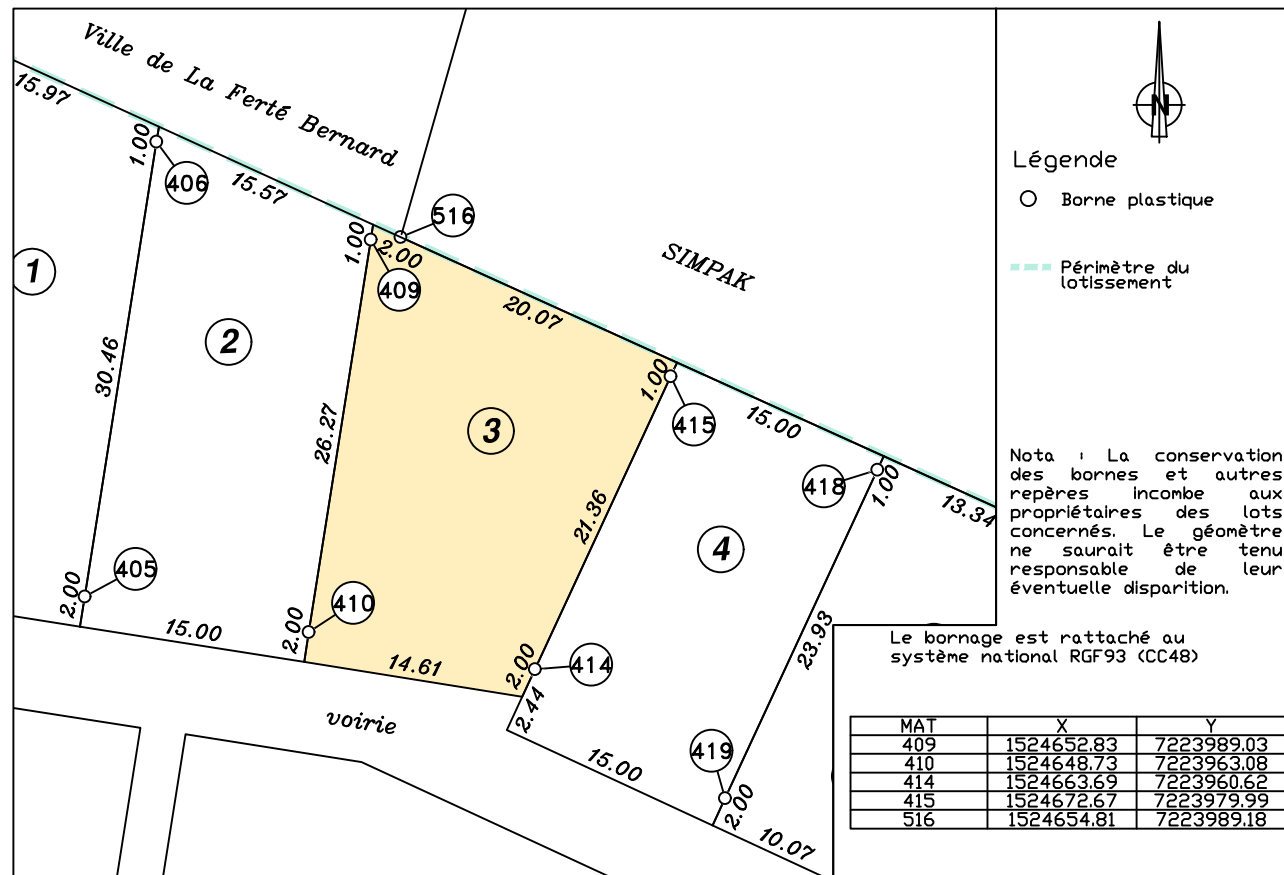 Ville de La Ferté Bernard
15.97
1.00
406
15.57
516
1.00
2.00
409
SIMPAK
20.07
1
2
30.46
26.27
3
1.00
415
15.00
418
1.00
13.34
21.36
4
405
2.00
15.00
410
2.00
14.61
2.00
414
2.44
23.93
voirie
15.00
419
2.00
10.07
N
Légende
Borne plastique
Périmètre du
lotissement
Nota : La conservation
des bornes et autres
repères incombe aux
propriétaires des lots
concernés. Le géomètre
ne saurait être tenu
responsable de leur
éventuelle disparition.
Le bornage est rattaché au
système national RGF93 (CC48)
MAT X Y
409 1524652.83 7223989.03
410 1524648.73 7223963.08
414 1524663.69 7223960.62
415 1524672.67 7223979.99
516 1524654.81 7223989.18